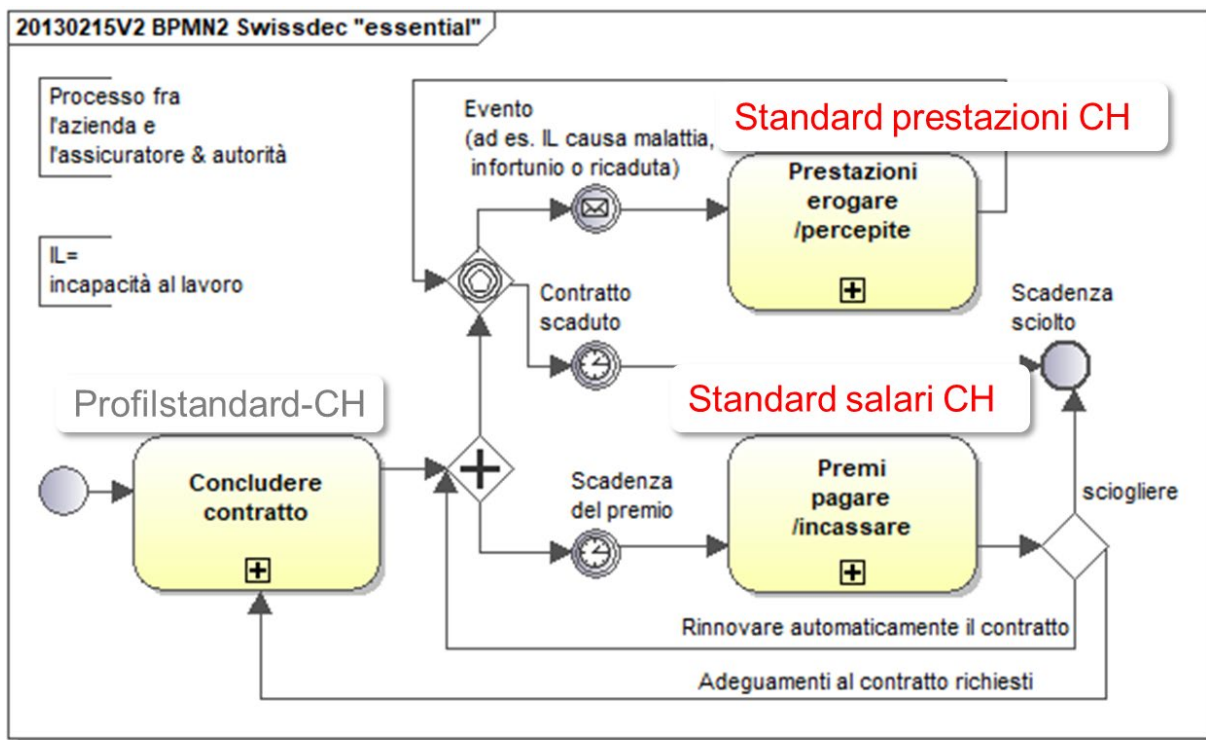 20130215V2 BPMN2 Swissdec "essential"
Processo fra
l'azienda e
l'assicuratore & autorità
IL=
incapacità al lavoro
Evento
(ad es. IL causa malattia,
infortunio o ricaduta)
Standard prestazioni CH
Prestazioni
erogare
/percepite
Contratto
scaduto
Scadenza
sciolto
Profilstandard-CH
Standard salari CH
Concludere
contratto
Scadenza
del premio
Premi
pagare
/incassare
sciogliere
Rinnovare automaticamente il contratto
Adeguamenti al contratto richiesti